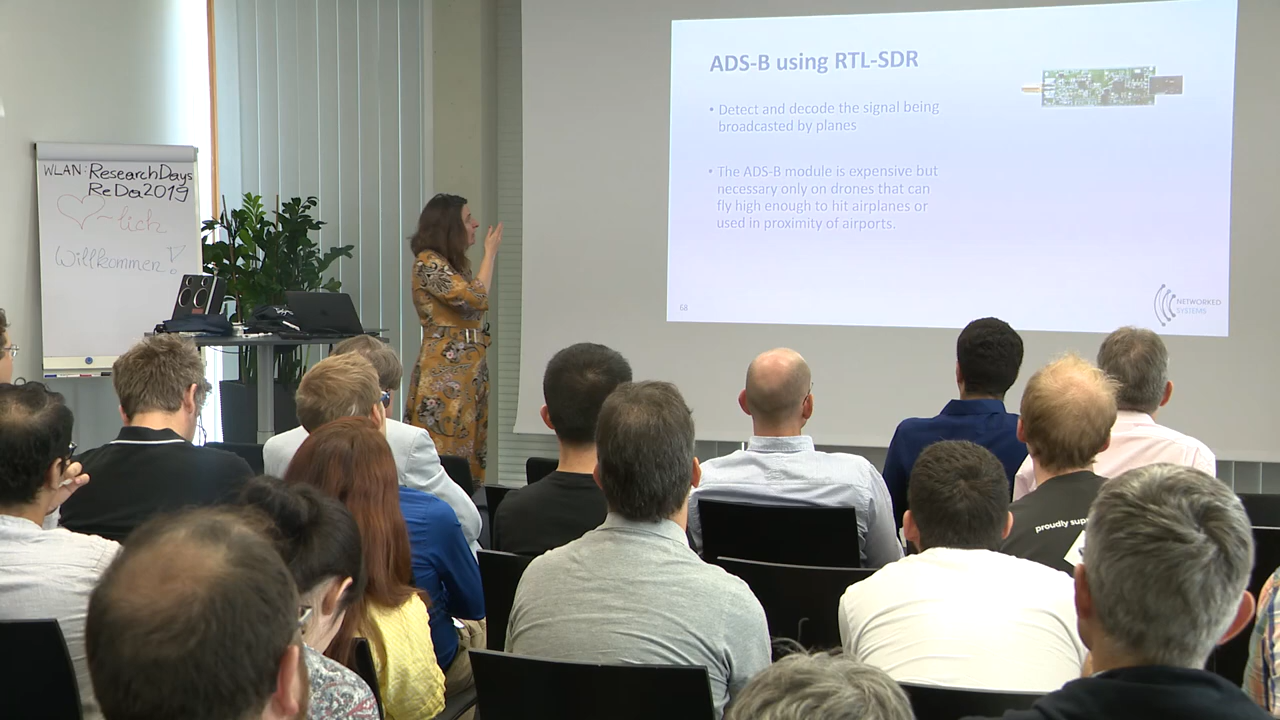 WLAN: ResearchDays
ReDa2019
-lich
Willkommen!
ADS-B using RTL-SDR
• Detect and decode the signal being
broadcasted by planes
• The ADS-B module is expensive but
necessary only on drones that can
fly high enough to hit airplanes or
used in proximity of airports.
68
NETWORKED
SYSTEMS
proudly sup